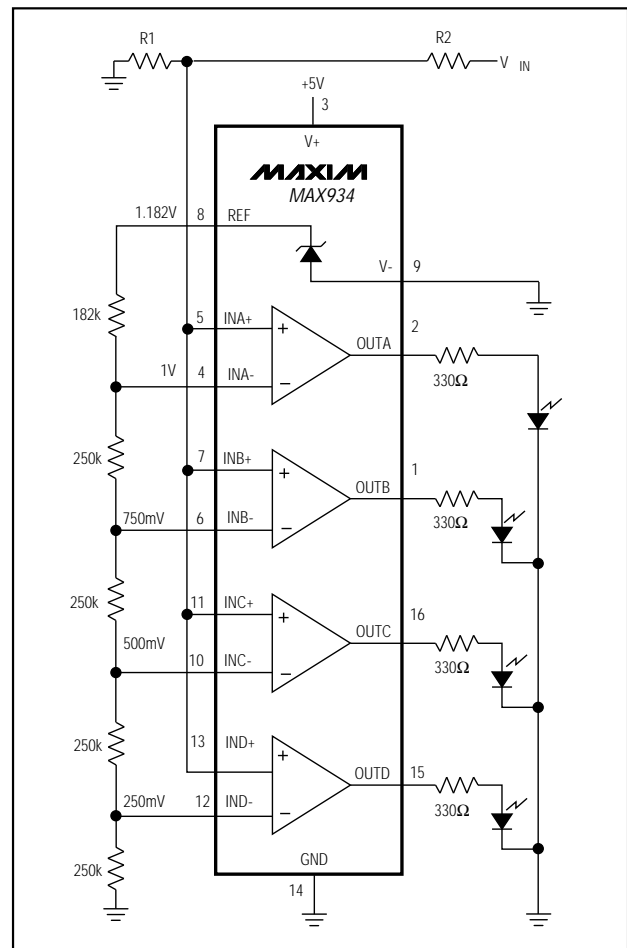 R1
R2
V IN
+5V
3
V+
MAXIM
MAX934
1.182V
8
REF
V-
9
182k
5
INA+
2
OUTA
330Ω
1V
4
INA-
250k
7
INB+
1
OUTB
330Ω
750mV
6
INB-
250k
11
INC+
16
OUTC
330Ω
500mV
10
INC-
250k
13
IND+
15
OUTD
330Ω
250mV
12
IND-
250k
GND
14
+
−
+
−
+
−
+
−